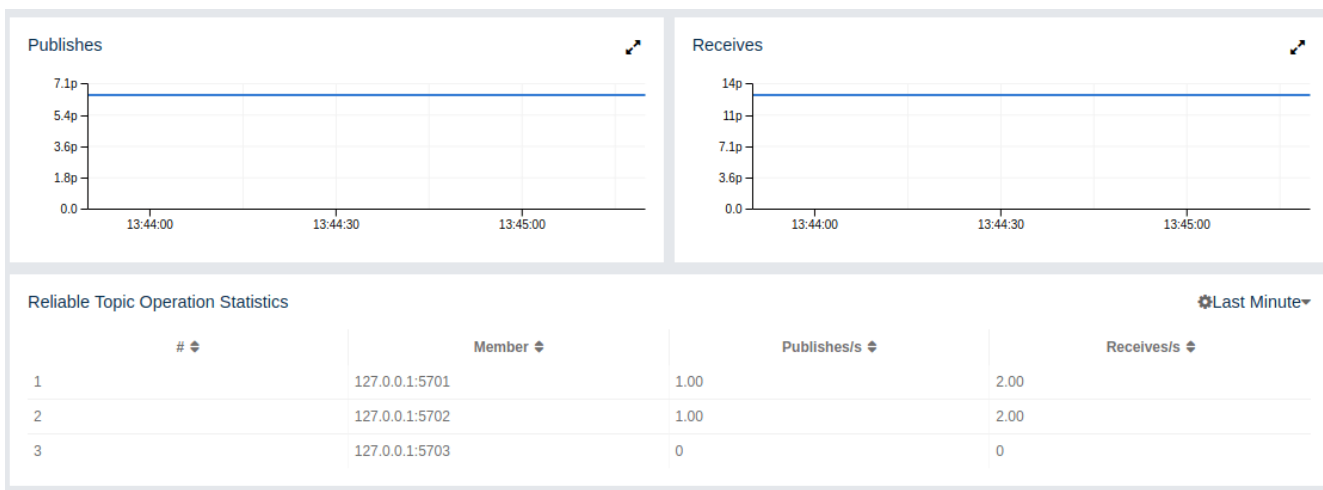 Publishes
7.1p
5.4p
3.6p
1.8p
0.0
13:44:00 13:44:30 13:45:00
Receives
14p
11p
7.1p
3.6p
0.0
13:44:00 13:44:30 13:45:00
Reliable Topic Operation Statistics Last Minute
# Member Publishes/s Receives/s
1 127.0.0.1:5701 1.00 2.00
2 127.0.0.1:5702 1.00 2.00
3 127.0.0.1:5703 0 0